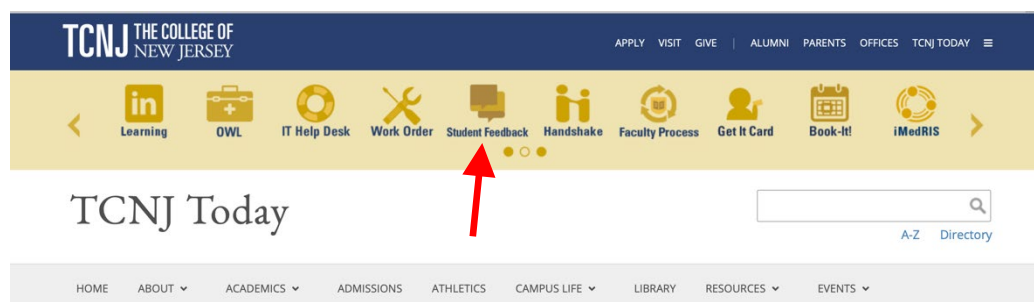 TCNJ THE COLLEGE OF
NEW JERSEY
APPLY VISIT GIVE | ALUMNI PARENTS OFFICES TCNJ TODAY
in
Learning OWL IT Help Desk Work Order Student Feedback Handshake Faculty Process Get It Card Book-It! iMedRIS
TCNJ Today
A-Z Directory
HOME ABOUT ACADEMICS ADMISSIONS ATHLETICS CAMPUS LIFE LIBRARY RESOURCES EVENTS